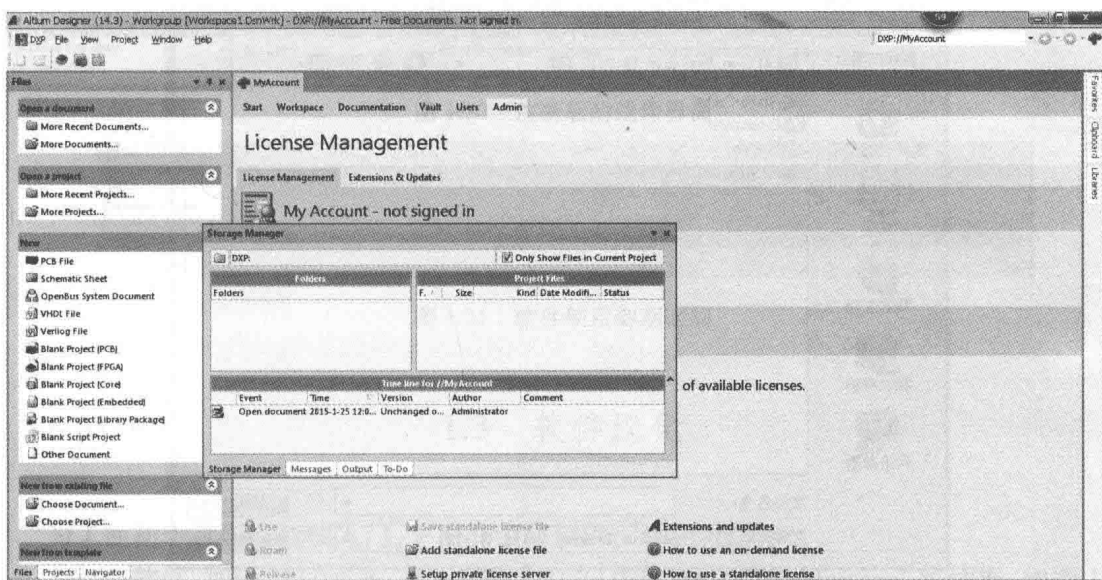 Altium Designer (14.3) - Workgroup [Workspace1.DsnWrk] - DXP://MyAccount - Free Documents. Not signed in.
59
DXP File View Project Window Help
DXP://MyAccount
Files
MyAccount
Open a document
More Recent Documents...
More Documents...
Open a project
More Recent Projects...
More Projects...
New
PCB File
Schematic Sheet
OpenBus System Document
VHDL File
Verilog File
Blank Project (PCB)
Blank Project (FPGA)
Blank Project (Core)
Blank Project (Embedded)
Blank Project (Library Package)
Blank Script Project
Other Document
New from existing file
Choose Document...
Choose Project...
New from template
Files Projects Navigator
Start Workspace Documentation Vault Users Admin
License Management
License Management Extensions & Updates
My Account - not signed in
Storage Manager
DXP:
Only Show Files in Current Project
Folders
Project Files
Folders
F. Size Kind Date Modifi... Status
Time line for //MyAccount
Event Time Version Author Comment
Open document 2015-1-25 12:0... Unchanged o... Administrator
Storage Manager Messages Output To-Do
of available licenses.
Use
Save standalone license file
Extensions and updates
Roam
Add standalone license file
How to use an on-demand license
Release
Setup private license server
How to use a standalone license
Favorites Clipboard Libraries